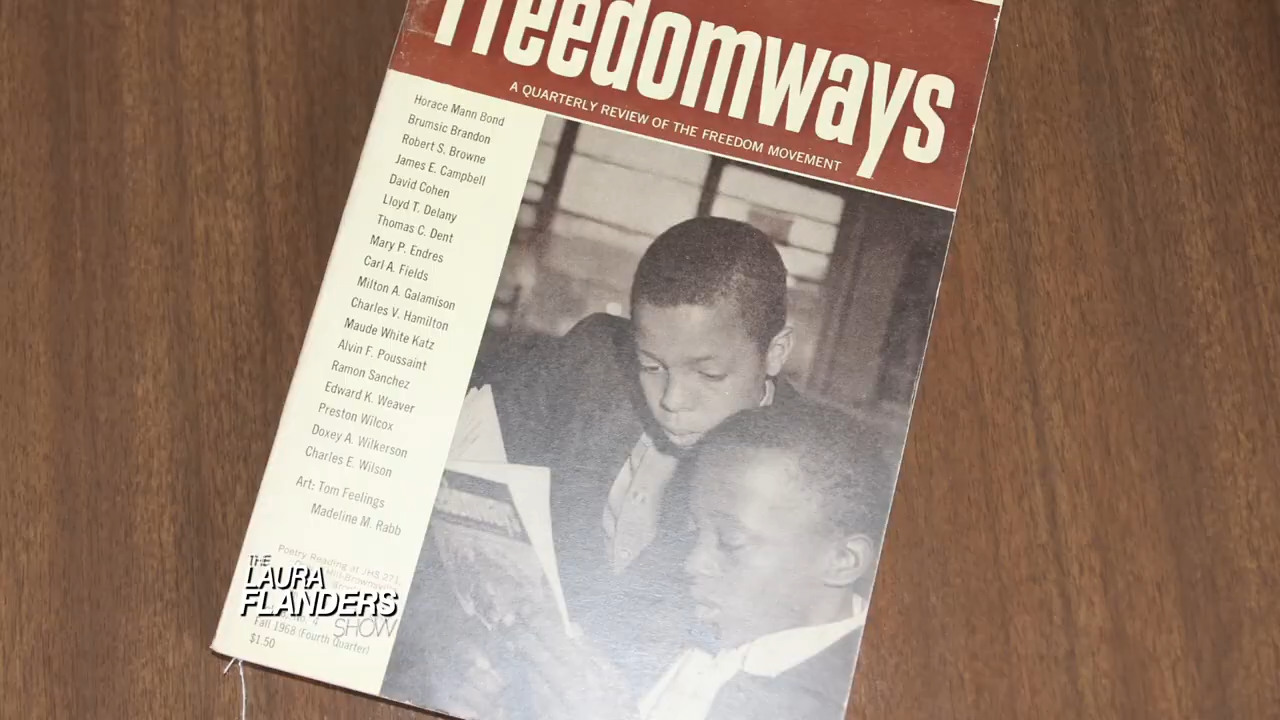 Freedomways
A QUARTERLY REVIEW OF THE FREEDOM MOVEMENT
Horace Mann Bond
Brumsic Brandon
Robert S. Browne
James E. Campbell
David Cohen
Lloyd T. Delany
Thomas C. Dent
Mary P. Endres
Carl A. Fields
Milton A. Galamison
Charles V. Hamilton
Maude White Katz
Alvin F. Poussaint
Ramon Sanchez
Edward K. Weaver
Preston Wilcox
Doxey A. Wilkerson
Charles E. Wilson
Art: Tom Feelings
Madeline M. Rabb
Poetry Reading at JHS 271,
No. 4
Fall 1968 (Fourth Quarter)
$1.50
THE
LAURA
FLANDERS
SHOW